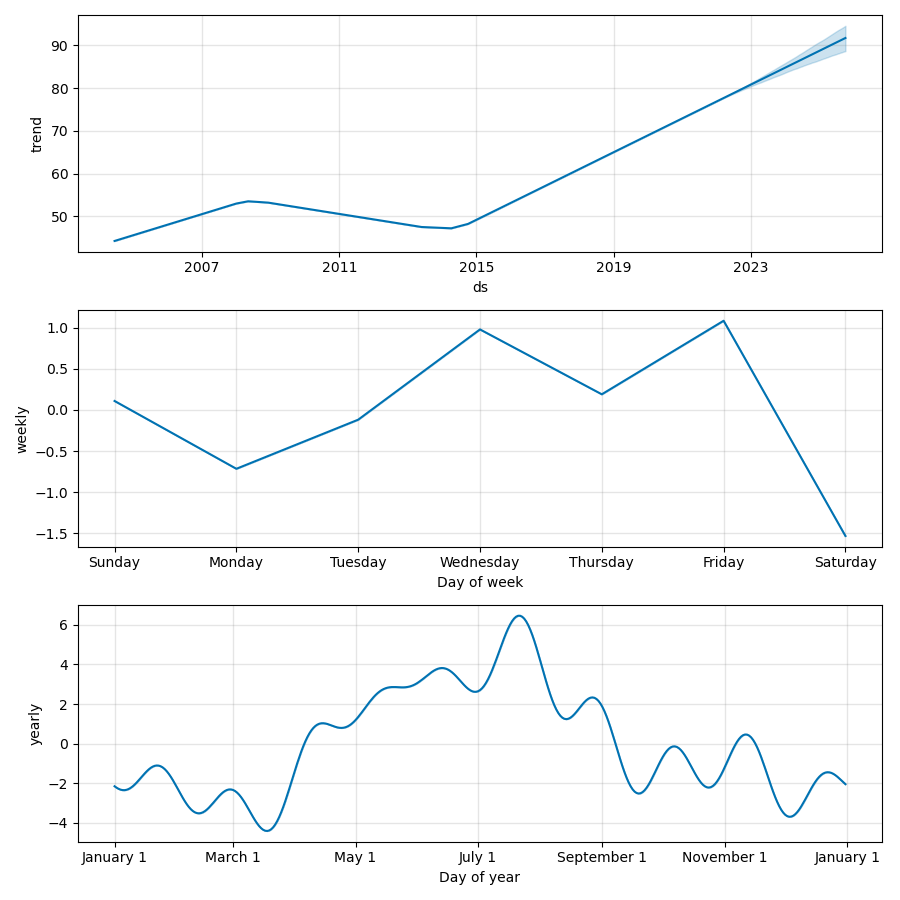 90
80
70
60
50
trend
2007 2011 2015 2019 2023
ds
1.0
0.5
0.0
−0.5
−1.0
−1.5
weekly
Sunday Monday Tuesday Wednesday Thursday Friday Saturday
Day of week
6
4
2
0
−2
−4
yearly
January 1 March 1 May 1 July 1 September 1 November 1 January 1
Day of year